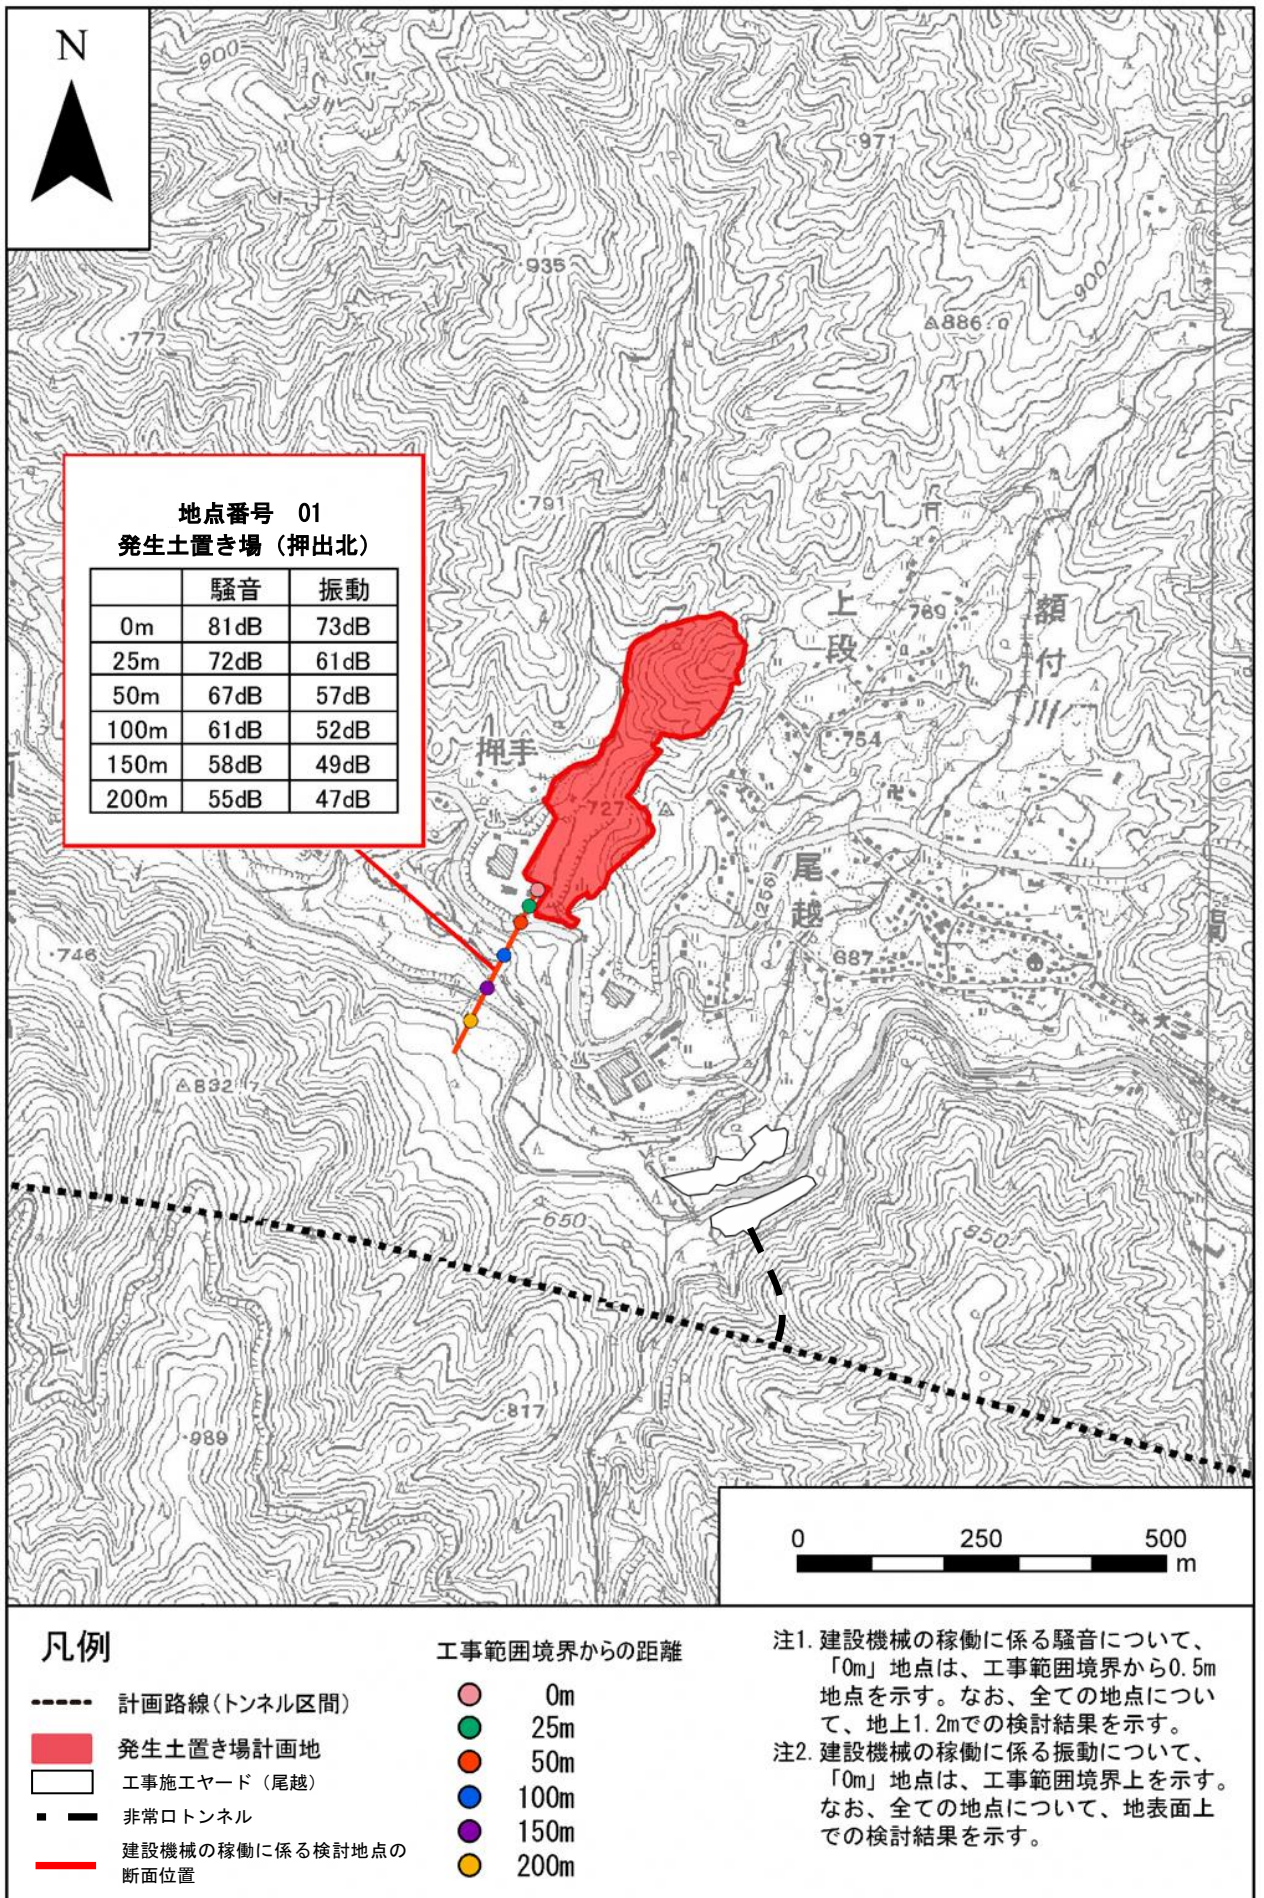 N
900
971
935
900
886.0
777
791
地点番号　01
発生土置き場（押出北）
騒音 振動
0m 81dB 73dB
25m 72dB 61dB
50m 67dB 57dB
100m 61dB 52dB
150m 58dB 49dB
200m 55dB 47dB
上段
769
額付川
押手
754
727
尾越
(256)
687
746
832.7
650
850
817
989
0 250 500
m
凡例
計画路線(トンネル区間)
発生土置き場計画地
工事施工ヤード（尾越）
非常口トンネル
建設機械の稼働に係る検討地点の
断面位置
工事範囲境界からの距離
0m
25m
50m
100m
150m
200m
注1. 建設機械の稼働に係る騒音について、
「0m」地点は、工事範囲境界から0.5m
地点を示す。なお、全ての地点につい
て、地上1.2mでの検討結果を示す。
注2. 建設機械の稼働に係る振動について、
「0m」地点は、工事範囲境界上を示す。
なお、全ての地点について、地表面上
での検討結果を示す。